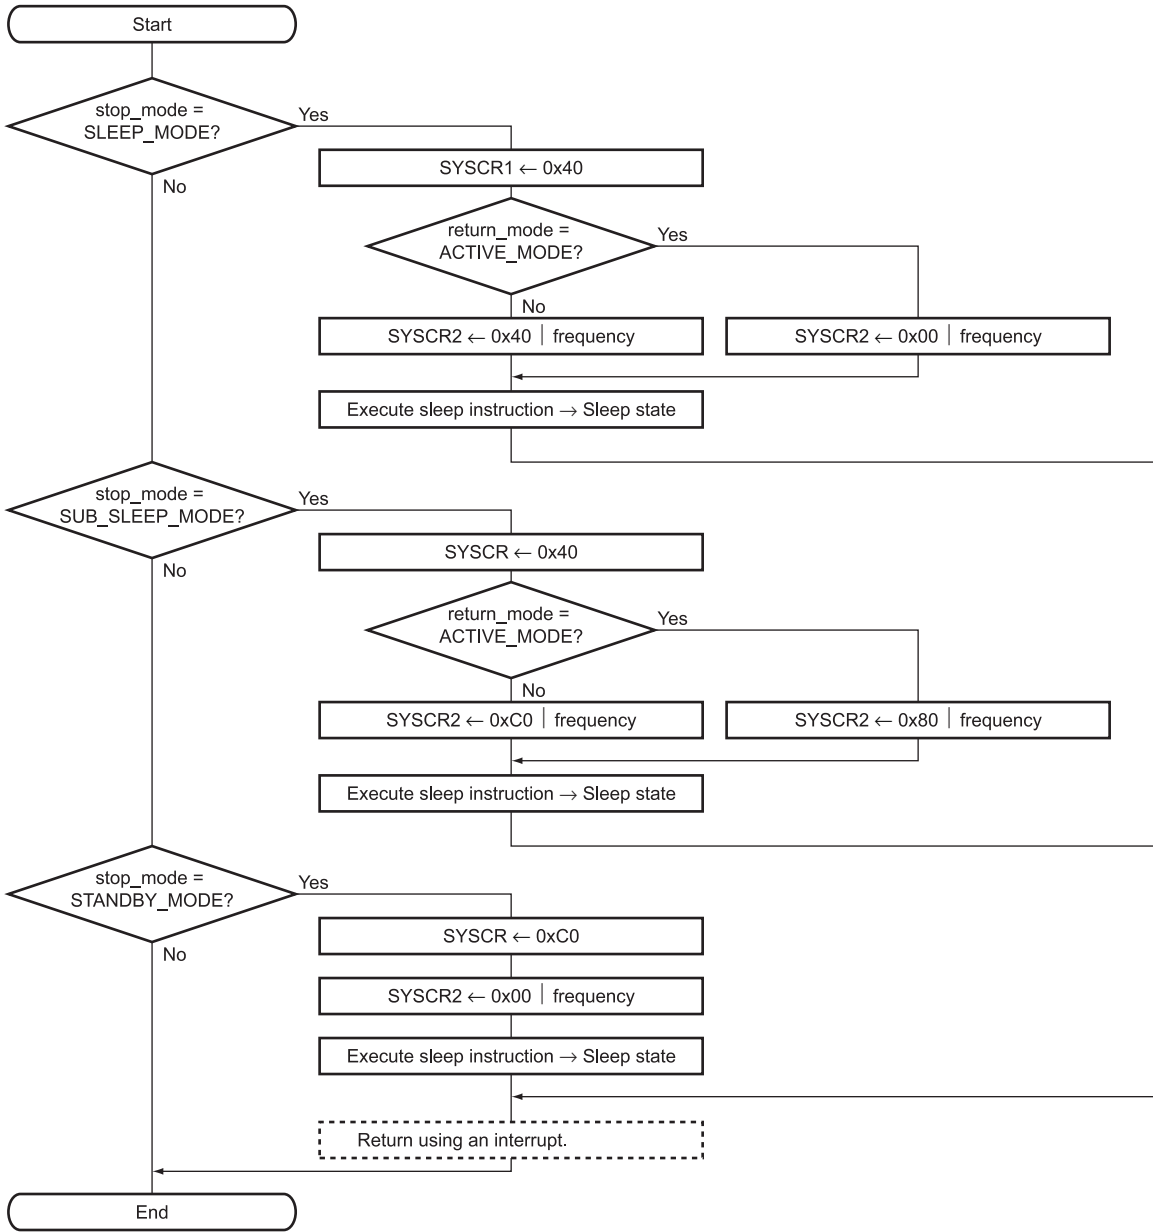 Start
stop_mode =
SLEEP_MODE?
Yes
No
SYSCR1 ← 0x40
return_mode =
ACTIVE_MODE?
Yes
No
SYSCR2 ← 0x40 | frequency
SYSCR2 ← 0x00 | frequency
Execute sleep instruction → Sleep state
stop_mode =
SUB_SLEEP_MODE?
Yes
No
SYSCR ← 0x40
return_mode =
ACTIVE_MODE?
Yes
No
SYSCR2 ← 0xC0 | frequency
SYSCR2 ← 0x80 | frequency
Execute sleep instruction → Sleep state
stop_mode =
STANDBY_MODE?
Yes
No
SYSCR ← 0xC0
SYSCR2 ← 0x00 | frequency
Execute sleep instruction → Sleep state
Return using an interrupt.
End